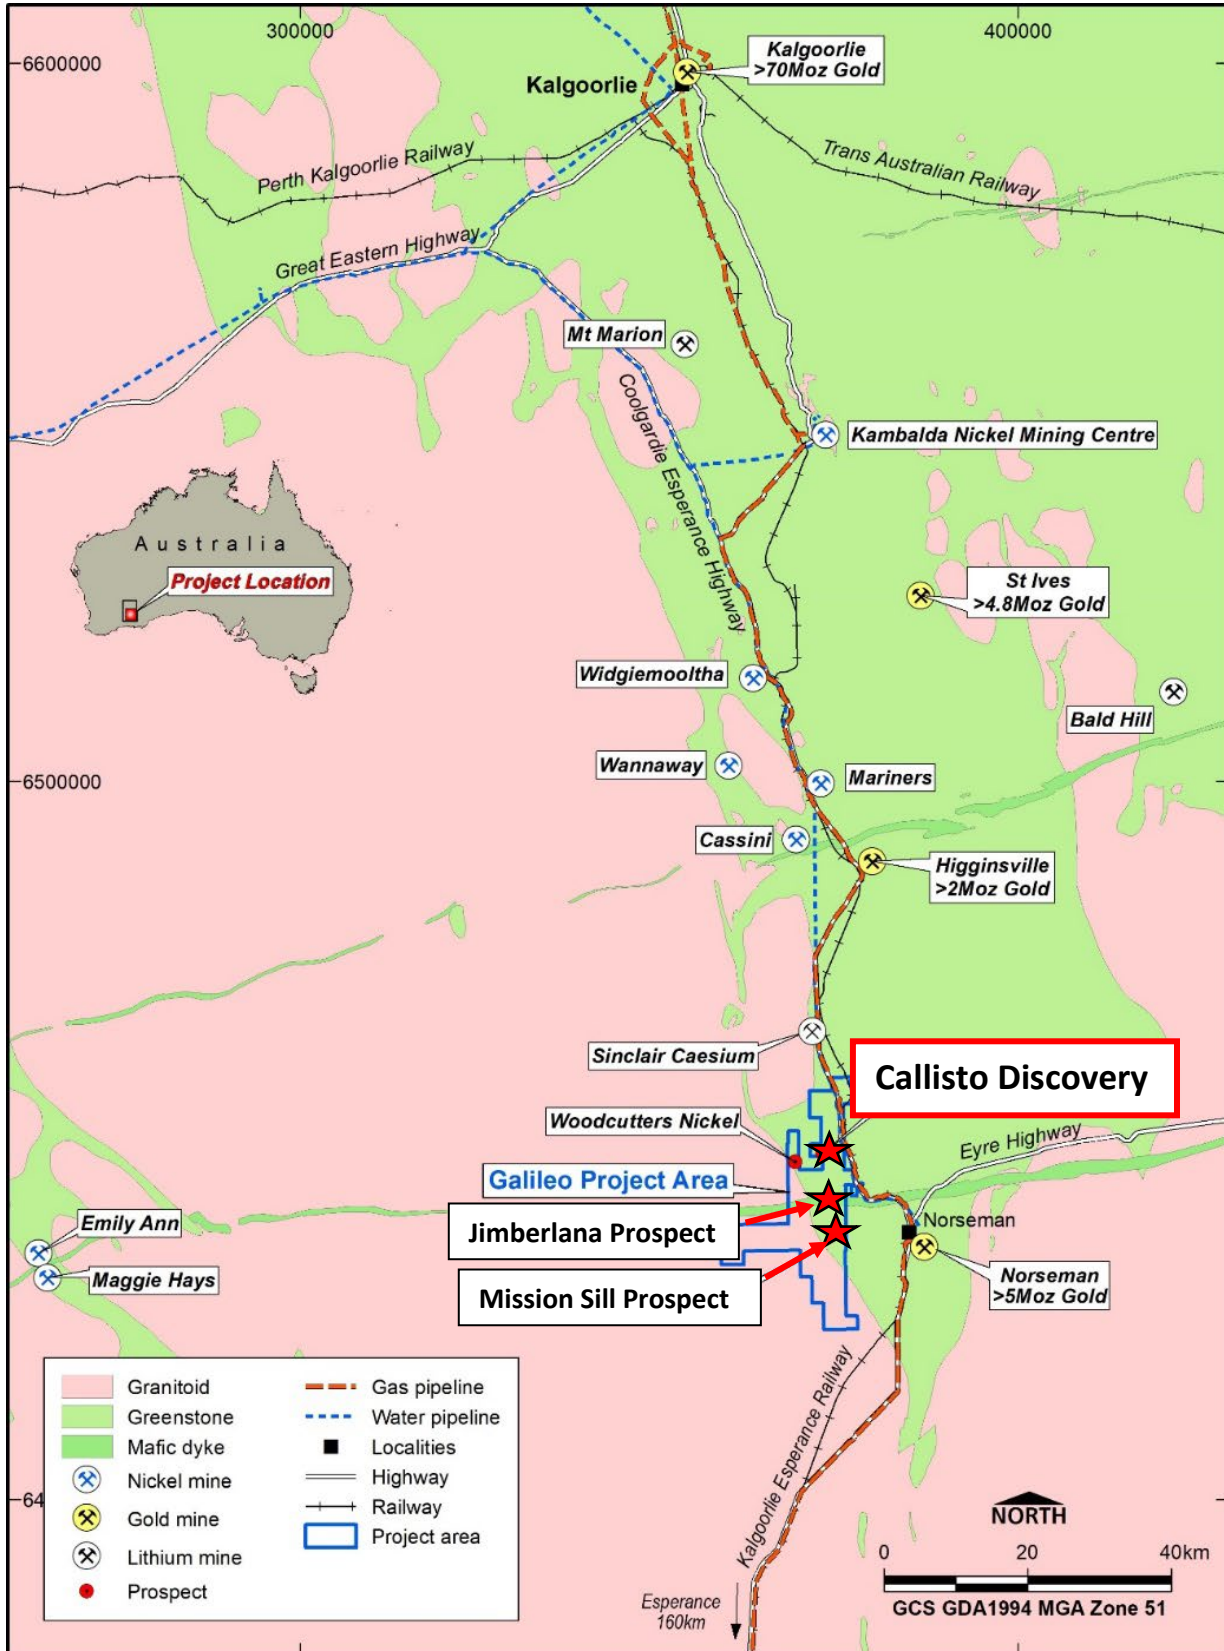 300000
400000
6600000
Kalgoorlie
>70Moz Gold
Kalgoorlie
Perth Kalgoorlie Railway
Trans Australian Railway
Great Eastern Highway
Mt Marion
Coolgardie Esperance Highway
Kambalda Nickel Mining Centre
Australia
Project Location
St Ives
>4.8Moz Gold
Widgiemooltha
Bald Hill
Wannaway
Mariners
6500000
Cassini
Higginsville
>2Moz Gold
Sinclair Caesium
Callisto Discovery
Woodcutters Nickel
Eyre Highway
Galileo Project Area
Emily Ann
Jimberlana Prospect
Norseman
Maggie Hays
Mission Sill Prospect
Norseman
>5Moz Gold
Kalgoorlie Esperance Railway
Granitoid
Greenstone
Mafic dyke
Nickel mine
Gold mine
Lithium mine
Prospect
Gas pipeline
Water pipeline
Localities
Highway
Railway
Project area
64
NORTH
0 20 40km
GCS GDA1994 MGA Zone 51
Esperance
160km